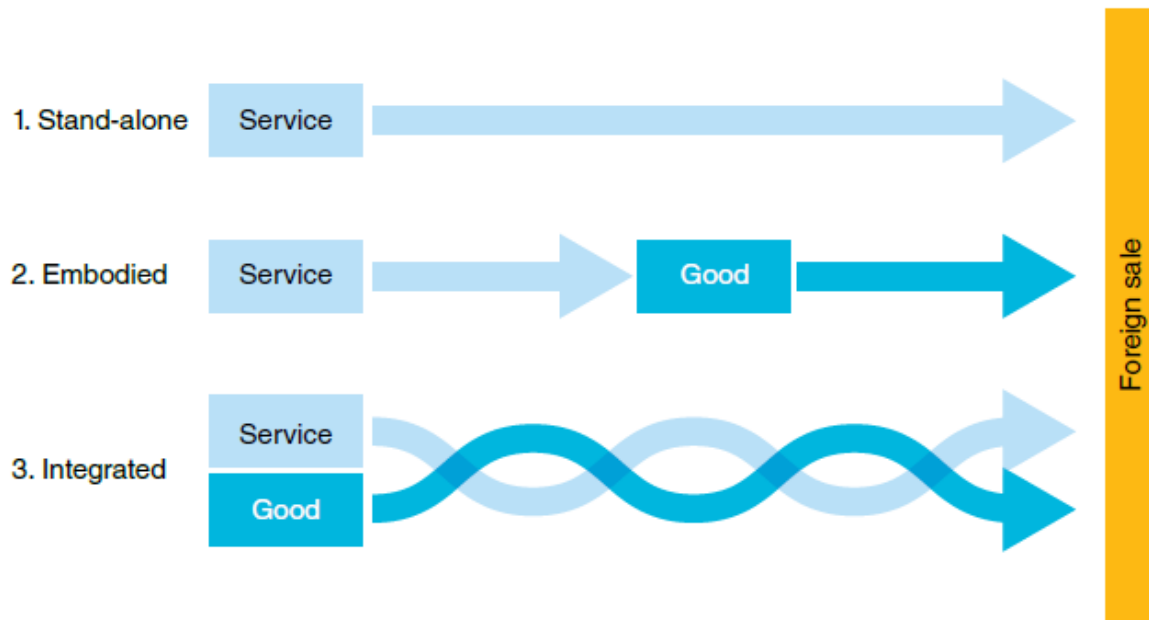 1. Stand-alone
Service
2. Embodied
Service
Good
3. Integrated
Service
Good
Foreign sale